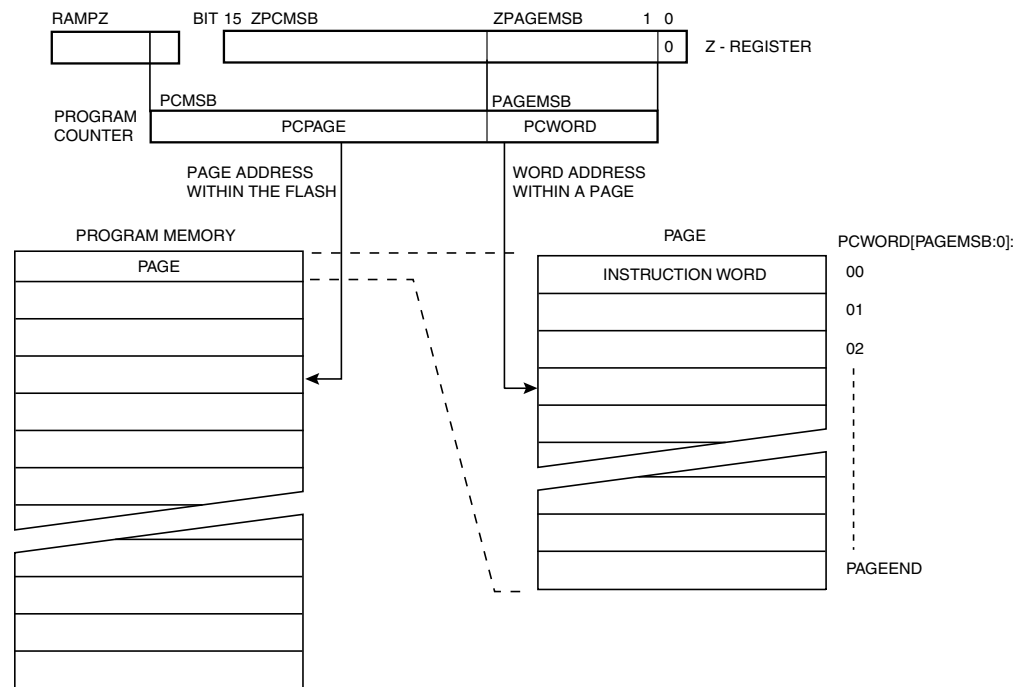 RAMPZ BIT 15 ZPCMSB ZPAGEMSB 1 0
0 Z - REGISTER
PCMSB PAGEMSB
PROGRAM
COUNTER
PCPAGE PCWORD
PAGE ADDRESS
WITHIN THE FLASH
WORD ADDRESS
WITHIN A PAGE
PROGRAM MEMORY
PAGE
PAGE
PCWORD[PAGEMSB:0]:
INSTRUCTION WORD
00
01
02
PAGEEND